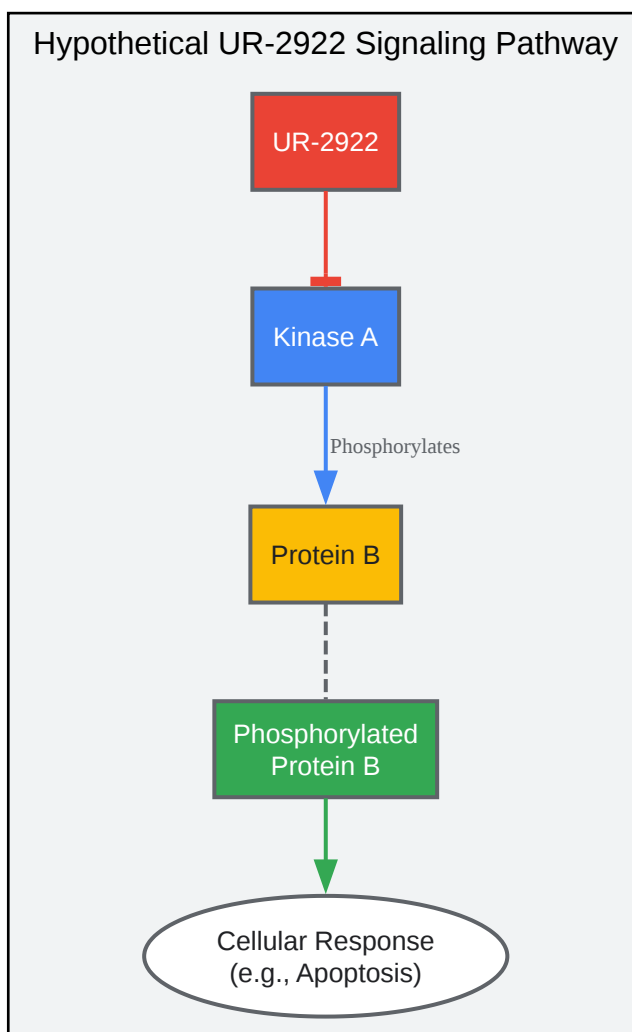 Hypothetical UR-2922 Signaling Pathway
UR-2922
Kinase A
Phosphorylates
Protein B
Phosphorylated
Protein B
Cellular Response
(e.g., Apoptosis)